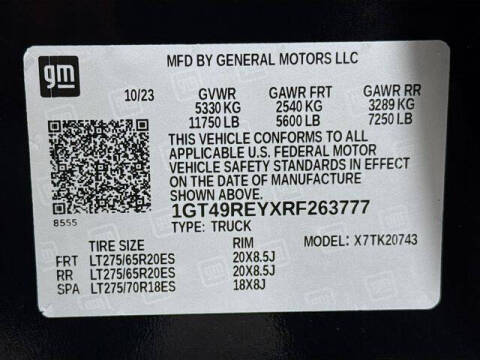 gm
MFD BY GENERAL MOTORS LLC
10/23 GVWR GAWR FRT GAWR RR
5330 KG 2540 KG 3289 KG
11750 LB 5600 LB 7250 LB
THIS VEHICLE CONFORMS TO ALL
APPLICABLE U.S. FEDERAL MOTOR
VEHICLE SAFETY STANDARDS IN EFFECT
ON THE DATE OF MANUFACTURE
SHOWN ABOVE.
8555
1GT49REYXRF263777
TYPE: TRUCK
TIRE SIZE RIM MODEL: X7TK20743
FRT LT275/65R20ES 20X8.5J
RR LT275/65R20ES 20X8.5J
SPA LT275/70R18ES 18X8J